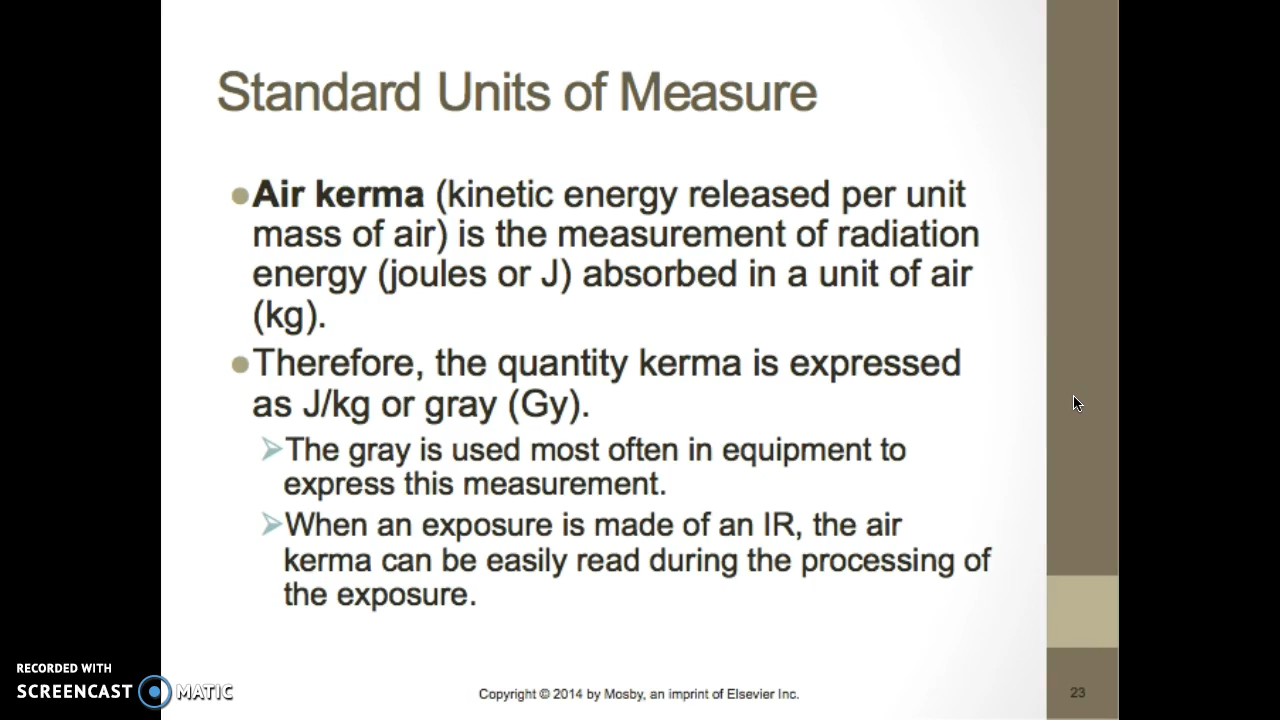 Standard Units of Measure
Air kerma (kinetic energy released per unit
mass of air) is the measurement of radiation
energy (joules or J) absorbed in a unit of air
(kg).
Therefore, the quantity kerma is expressed
as J/kg or gray (Gy).
The gray is used most often in equipment to
express this measurement.
When an exposure is made of an IR, the air
kerma can be easily read during the processing of
the exposure.
RECORDED WITH
SCREENCAST MATIC
Copyright © 2014 by Mosby, an imprint of Elsevier Inc.
23